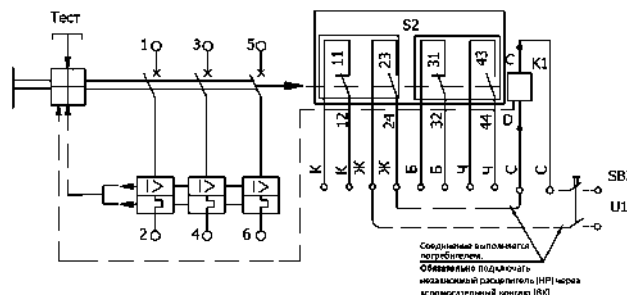 Тест
S2
1 3 5
11 23 31 43
C K1
12 24 32 44 D
К К Ж Ж Б Б Ч Ч С С
SB
U1
2 4 6
Соединение выполняется
потребителем.
Обязательно подключать
независимый расцепитель (НР) через
вспомогательный контакт (ВК)